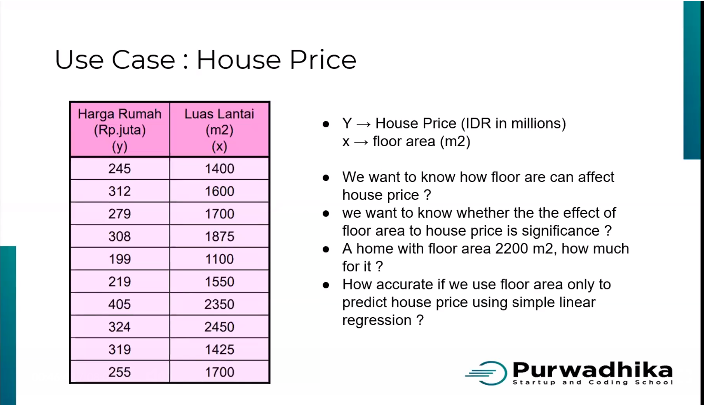 Use Case : House Price
Harga Rumah (Rp.juta) (y) Luas Lantai (m2) (x)
245 1400
312 1600
279 1700
308 1875
199 1100
219 1550
405 2350
324 2450
319 1425
255 1700
● Y → House Price (IDR in millions)
x → floor area (m2)
● We want to know how floor are can affect
house price ?
● we want to know whether the the effect of
floor area to house price is significance ?
● A home with floor area 2200 m2, how much
for it ?
● How accurate if we use floor area only to
predict house price using simple linear
regression ?
Purwadhika
Startup and Coding School